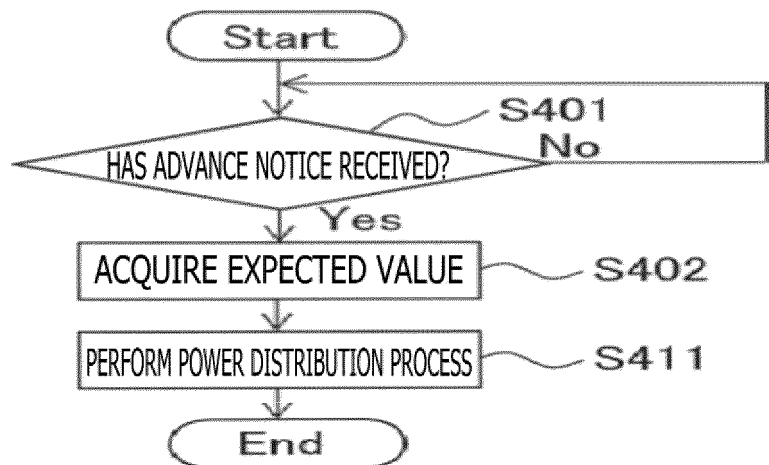 Start
S401
HAS ADVANCE NOTICE RECEIVED?
No
Yes
ACQUIRE EXPECTED VALUE
S402
PERFORM POWER DISTRIBUTION PROCESS
S411
End